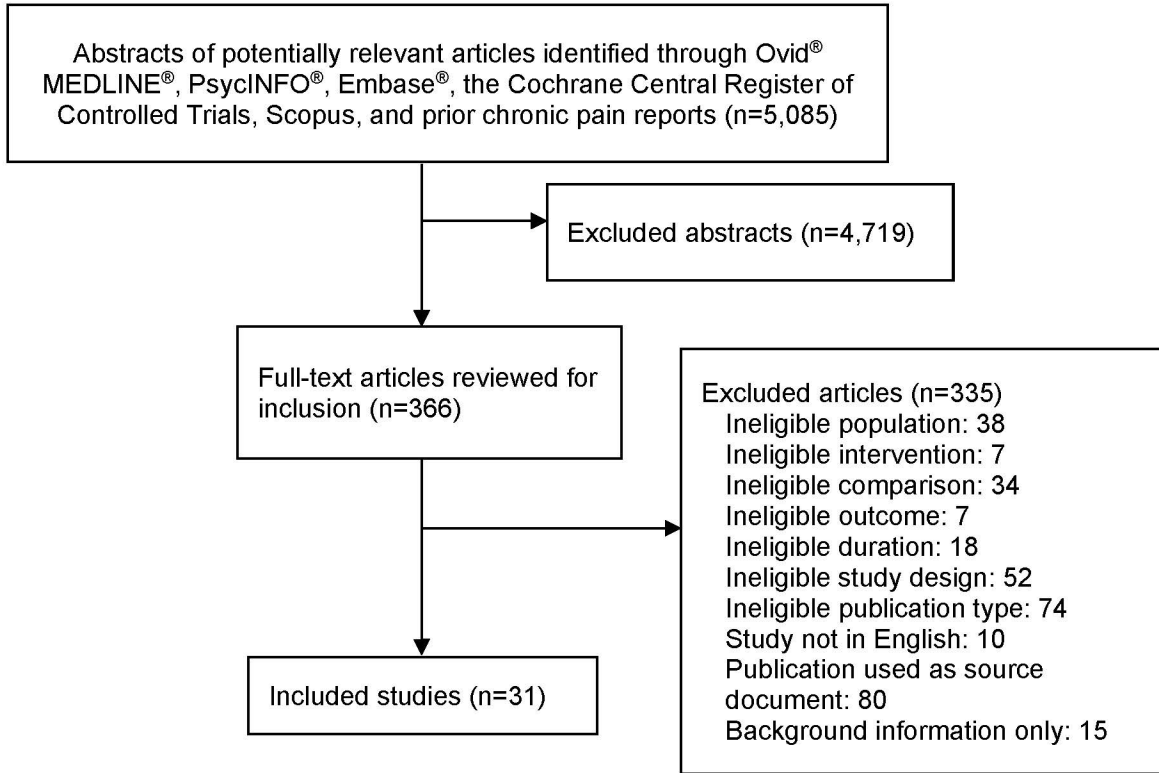 Abstracts of potentially relevant articles identified through Ovid®
MEDLINE®, PsycINFO®, Embase®, the Cochrane Central Register of
Controlled Trials, Scopus, and prior chronic pain reports (n=5,085)
Excluded abstracts (n=4,719)
Full-text articles reviewed for
inclusion (n=366)
Excluded articles (n=335)
Ineligible population: 38
Ineligible intervention: 7
Ineligible comparison: 34
Ineligible outcome: 7
Ineligible duration: 18
Ineligible study design: 52
Ineligible publication type: 74
Study not in English: 10
Publication used as source
document: 80
Background information only: 15
Included studies (n=31)